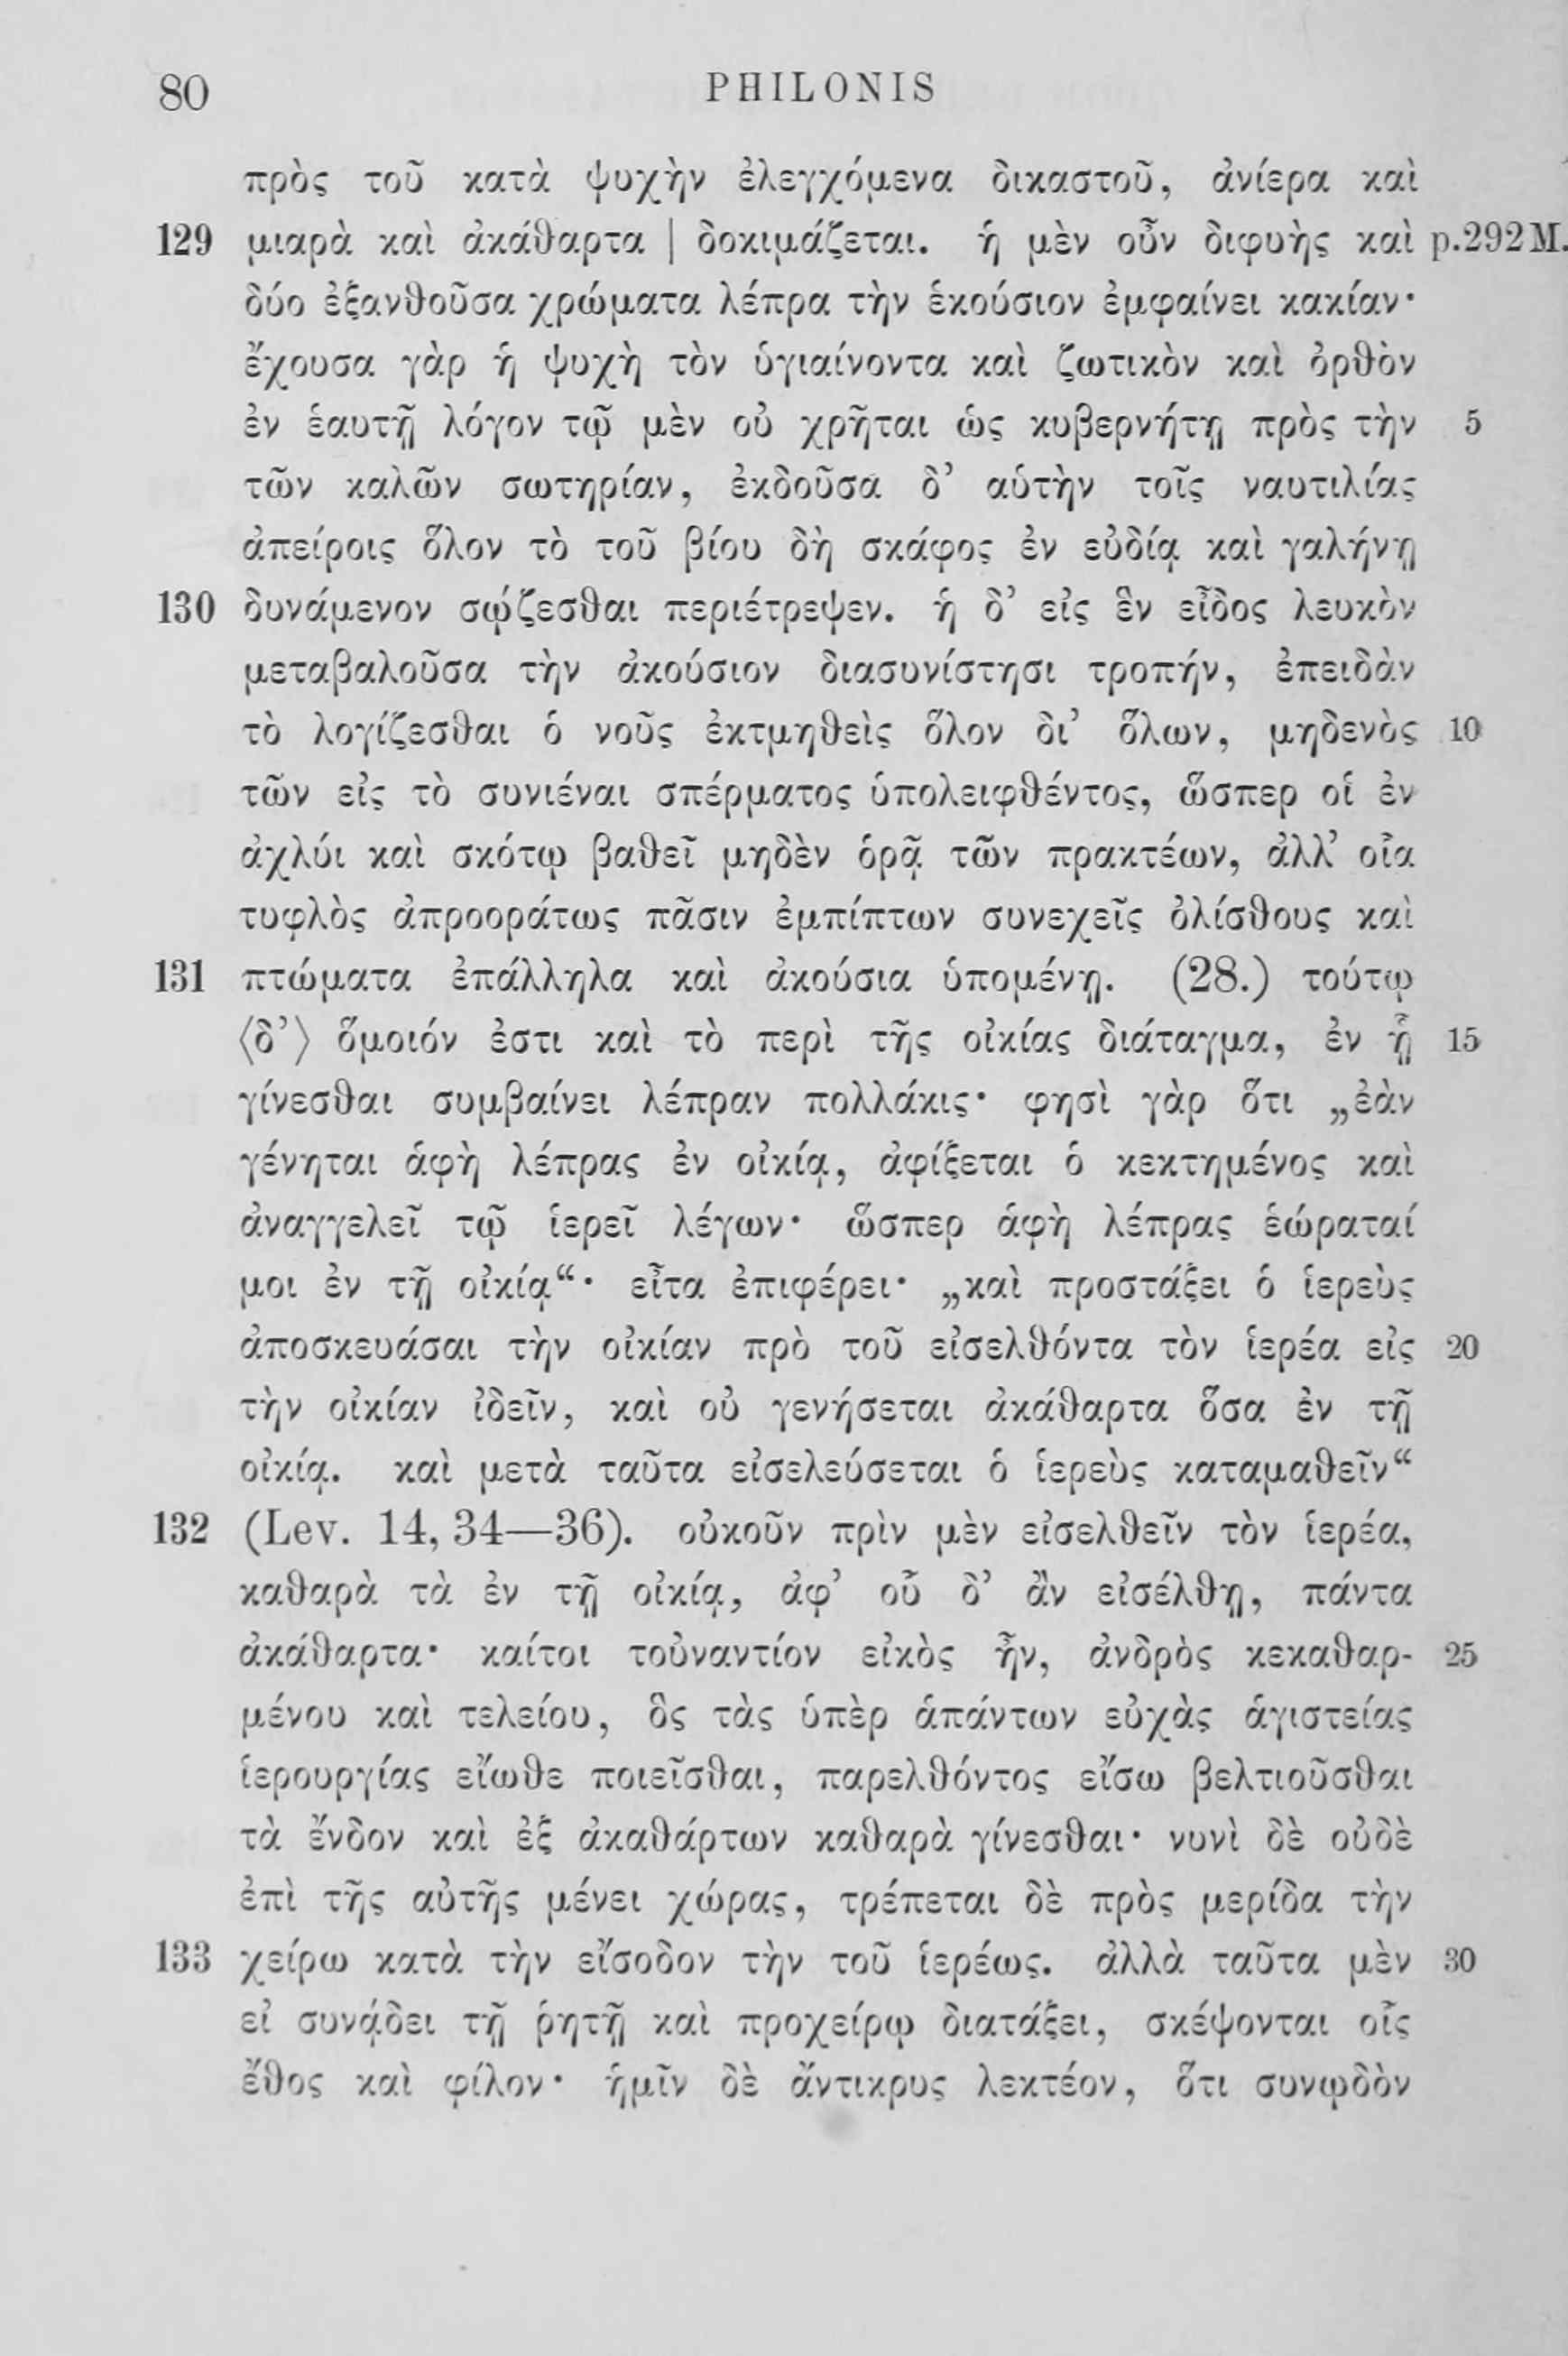 80 PHILONIS
πρὸς τοῦ κατὰ ψυχὴν ἐλεγχόμενα δικαστοῦ, ἀνίερα καὶ
129 μιαρὰ καὶ ἀκάθαρτα | δοκιμάζεται. ἡ μὲν οὖν διφυὴς καὶ p.292 M.
δύο ἐξανθοῦσα χρώματα λέπρα τὴν ἑκούσιον ἐμφαίνει κακίαν·
ἔχουσα γὰρ ἡ ψυχὴ τὸν ὑγιαίνοντα καὶ ζωτικὸν καὶ ὀρθὸν
ἐν ἑαυτῇ λόγον τῷ μὲν οὐ χρῆται ὡς κυβερνήτῃ πρὸς τὴν 5
τῶν καλῶν σωτηρίαν, ἐκδοῦσα δ’ αὑτὴν τοῖς ναυτιλίας
ἀπείροις ὅλον τὸ τοῦ βίου δὴ σκάφος ἐν εὐδίᾳ καὶ γαλήνῃ
130 δυνάμενον σῴζεσθαι περιέτρεψεν. ἡ δ’ εἰς ἓν εἶδος λευκὸν
μεταβαλοῦσα τὴν ἀκούσιον διασυνίστησι τροπήν, ἐπειδὰν
τὸ λογίζεσθαι ὁ νοῦς ἐκτμηθεὶς ὅλον δι’ ὅλων, μηδενὸς 10
τῶν εἰς τὸ συνιέναι σπέρματος ὑπολειφθέντος, ὥσπερ οἱ ἐν
ἀχλύι καὶ σκότῳ βαθεῖ μηδὲν ὁρᾷ τῶν πρακτέων, ἀλλ’ οἷα
τυφλὸς ἀπροοράτως πᾶσιν ἐμπίπτων συνεχεῖς ὀλίσθους καὶ
131 πτώματα ἐπάλληλα καὶ ἀκούσια ὑπομένῃ. (28.) τούτῳ
⟨δ’⟩ ὅμοιόν ἐστι καὶ τὸ περὶ τῆς οἰκίας διάταγμα, ἐν ᾗ 15
γίνεσθαι συμβαίνει λέπραν πολλάκις· φησὶ γὰρ ὅτι „ἐὰν
γένηται ἁφὴ λέπρας ἐν οἰκίᾳ, ἀφίξεται ὁ κεκτημένος καὶ
ἀναγγελεῖ τῷ ἱερεῖ λέγων· ὥσπερ ἁφὴ λέπρας ἑώραταί
μοι ἐν τῇ οἰκίᾳ“· εἶτα ἐπιφέρει· „καὶ προστάξει ὁ ἱερεὺς
ἀποσκευάσαι τὴν οἰκίαν πρὸ τοῦ εἰσελθόντα τὸν ἱερέα εἰς 20
τὴν οἰκίαν ἰδεῖν, καὶ οὐ γενήσεται ἀκάθαρτα ὅσα ἐν τῇ
οἰκίᾳ. καὶ μετὰ ταῦτα εἰσελεύσεται ὁ ἱερεὺς καταμαθεῖν“
132 (Lev. 14, 34—36). οὐκοῦν πρὶν μὲν εἰσελθεῖν τὸν ἱερέα,
καθαρὰ τὰ ἐν τῇ οἰκίᾳ, ἀφ’ οὗ δ’ ἂν εἰσέλθῃ, πάντα
ἀκάθαρτα· καίτοι τοὐναντίον εἰκὸς ἦν, ἀνδρὸς κεκαθαρ- 25
μένου καὶ τελείου, ὃς τὰς ὑπὲρ ἁπάντων εὐχὰς ἁγιστείας
ἱερουργίας εἴωθε ποιεῖσθαι, παρελθόντος εἴσω βελτιοῦσθαι
τὰ ἔνδον καὶ ἐξ ἀκαθάρτων καθαρὰ γίνεσθαι· νυνὶ δὲ οὐδὲ
ἐπὶ τῆς αὐτῆς μένει χώρας, τρέπεται δὲ πρὸς μερίδα τὴν
133 χείρω κατὰ τὴν εἴσοδον τὴν τοῦ ἱερέως. ἀλλὰ ταῦτα μὲν 30
εἰ συνᾴδει τῇ ῥητῇ καὶ προχείρῳ διατάξει, σκέψονται οἷς
ἔθος καὶ φίλον· ἡμῖν δὲ ἄντικρυς λεκτέον, ὅτι συνῳδὸν